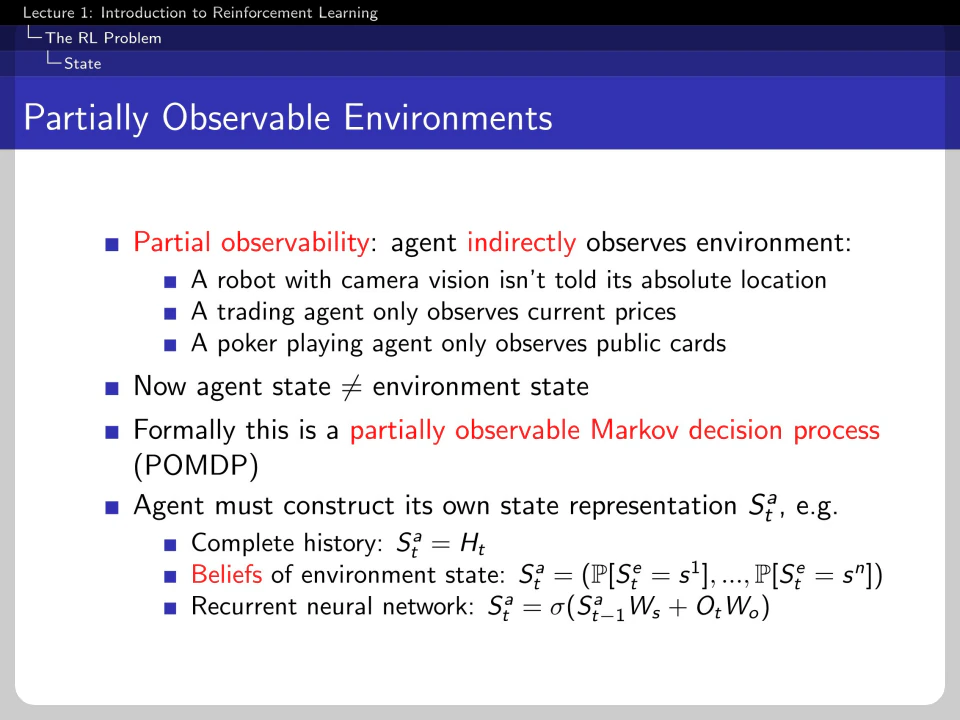 Lecture 1: Introduction to Reinforcement Learning
The RL Problem
State
Partially Observable Environments
Partial observability: agent indirectly observes environment:
A robot with camera vision isn't told its absolute location
A trading agent only observes current prices
A poker playing agent only observes public cards
Now agent state ≠ environment state
Formally this is a partially observable Markov decision process
(POMDP)
Agent must construct its own state representation $S_t^a$, e.g.
Complete history: $S_t^a = H_t$
Beliefs of environment state: $S_t^a = (\mathbb{P}[S_t^e = s^1], ..., \mathbb{P}[S_t^e = s^n])$
Recurrent neural network: $S_t^a = \sigma(S_{t-1}^a W_s + O_t W_o)$